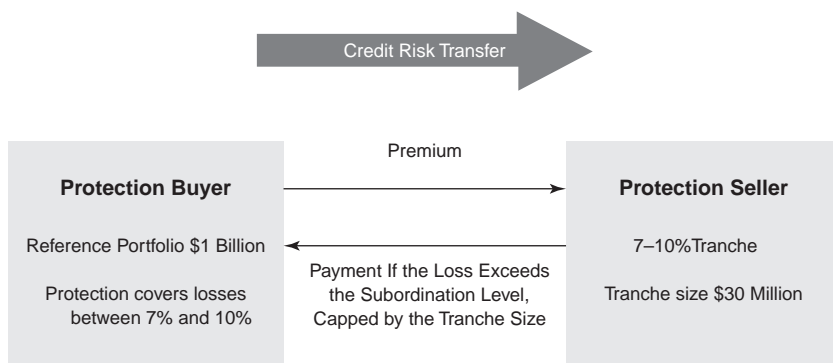 Credit Risk Transfer
Premium
Protection Buyer
Reference Portfolio $1 Billion
Protection covers losses
between 7% and 10%
Payment If the Loss Exceeds
the Subordination Level,
Capped by the Tranche Size
Protection Seller
7–10%Tranche
Tranche size $30 Million